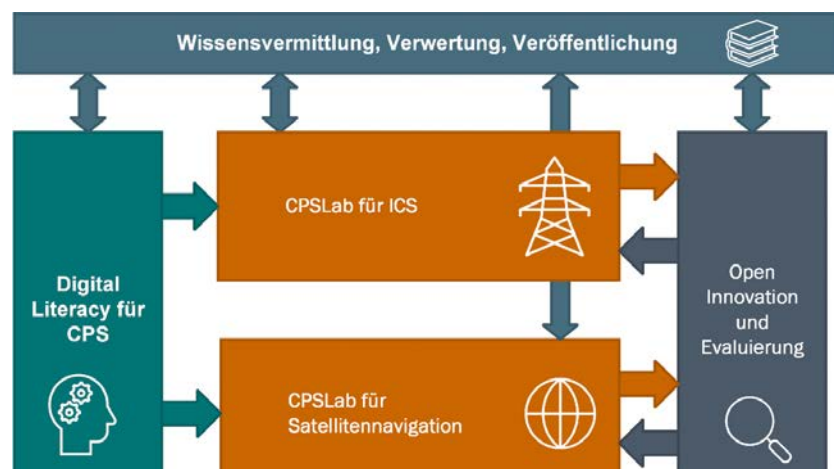 Wissensvermittlung, Verwertung, Veröffentlichung
CPSLab für ICS
Digital
Literacy für
CPS
Open
Innovation
und
Evaluierung
CPSLab für
Satellitennavigation